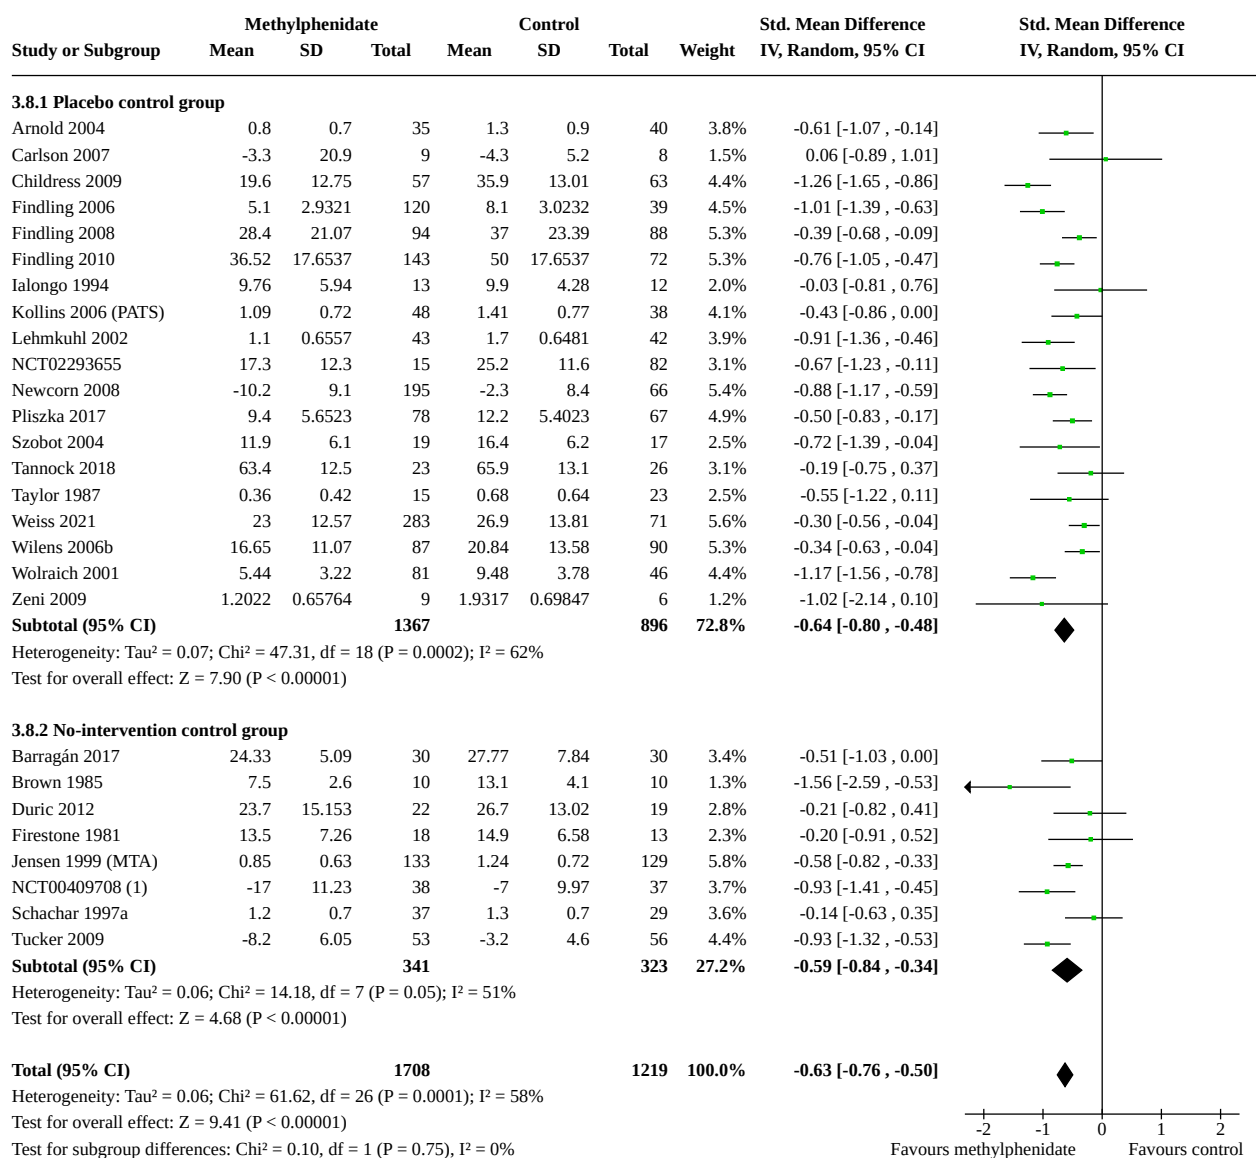 Methylphenidate Control Std. Mean Difference Std. Mean Difference
Study or Subgroup Mean SD Total Mean SD Total Weight IV, Random, 95% CI IV, Random, 95% CI
3.8.1 Placebo control group
Arnold 2004 0.8 0.7 35 1.3 0.9 40 3.8% -0.61 [-1.07 , -0.14]
Carlson 2007 -3.3 20.9 9 -4.3 5.2 8 1.5% 0.06 [-0.89 , 1.01]
Childress 2009 19.6 12.75 57 35.9 13.01 63 4.4% -1.26 [-1.65 , -0.86]
Findling 2006 5.1 2.9321 120 8.1 3.0232 39 4.5% -1.01 [-1.39 , -0.63]
Findling 2008 28.4 21.07 94 37 23.39 88 5.3% -0.39 [-0.68 , -0.09]
Findling 2010 36.52 17.6537 143 50 17.6537 72 5.3% -0.76 [-1.05 , -0.47]
Ialongo 1994 9.76 5.94 13 9.9 4.28 12 2.0% -0.03 [-0.81 , 0.76]
Kollins 2006 (PATS) 1.09 0.72 48 1.41 0.77 38 4.1% -0.43 [-0.86 , 0.00]
Lehmkuhl 2002 1.1 0.6557 43 1.7 0.6481 42 3.9% -0.91 [-1.36 , -0.46]
NCT02293655 17.3 12.3 15 25.2 11.6 82 3.1% -0.67 [-1.23 , -0.11]
Newcorn 2008 -10.2 9.1 195 -2.3 8.4 66 5.4% -0.88 [-1.17 , -0.59]
Pliszka 2017 9.4 5.6523 78 12.2 5.4023 67 4.9% -0.50 [-0.83 , -0.17]
Szobot 2004 11.9 6.1 19 16.4 6.2 17 2.5% -0.72 [-1.39 , -0.04]
Tannock 2018 63.4 12.5 23 65.9 13.1 26 3.1% -0.19 [-0.75 , 0.37]
Taylor 1987 0.36 0.42 15 0.68 0.64 23 2.5% -0.55 [-1.22 , 0.11]
Weiss 2021 23 12.57 283 26.9 13.81 71 5.6% -0.30 [-0.56 , -0.04]
Wilens 2006b 16.65 11.07 87 20.84 13.58 90 5.3% -0.34 [-0.63 , -0.04]
Wolraich 2001 5.44 3.22 81 9.48 3.78 46 4.4% -1.17 [-1.56 , -0.78]
Zeni 2009 1.2022 0.65764 9 1.9317 0.69847 6 1.2% -1.02 [-2.14 , 0.10]
Subtotal (95% CI) 1367 896 72.8% -0.64 [-0.80 , -0.48]
Heterogeneity: Tau² = 0.07; Chi² = 47.31, df = 18 (P = 0.0002); I² = 62%
Test for overall effect: Z = 7.90 (P < 0.00001)
3.8.2 No-intervention control group
Barragán 2017 24.33 5.09 30 27.77 7.84 30 3.4% -0.51 [-1.03 , 0.00]
Brown 1985 7.5 2.6 10 13.1 4.1 10 1.3% -1.56 [-2.59 , -0.53]
Duric 2012 23.7 15.153 22 26.7 13.02 19 2.8% -0.21 [-0.82 , 0.41]
Firestone 1981 13.5 7.26 18 14.9 6.58 13 2.3% -0.20 [-0.91 , 0.52]
Jensen 1999 (MTA) 0.85 0.63 133 1.24 0.72 129 5.8% -0.58 [-0.82 , -0.33]
NCT00409708 (1) -17 11.23 38 -7 9.97 37 3.7% -0.93 [-1.41 , -0.45]
Schachar 1997a 1.2 0.7 37 1.3 0.7 29 3.6% -0.14 [-0.63 , 0.35]
Tucker 2009 -8.2 6.05 53 -3.2 4.6 56 4.4% -0.93 [-1.32 , -0.53]
Subtotal (95% CI) 341 323 27.2% -0.59 [-0.84 , -0.34]
Heterogeneity: Tau² = 0.06; Chi² = 14.18, df = 7 (P = 0.05); I² = 51%
Test for overall effect: Z = 4.68 (P < 0.00001)
Total (95% CI) 1708 1219 100.0% -0.63 [-0.76 , -0.50]
Heterogeneity: Tau² = 0.06; Chi² = 61.62, df = 26 (P = 0.0001); I² = 58%
Test for overall effect: Z = 9.41 (P < 0.00001)
-2 -1 0 1 2
Test for subgroup differences: Chi² = 0.10, df = 1 (P = 0.75), I² = 0% Favours methylphenidate Favours control